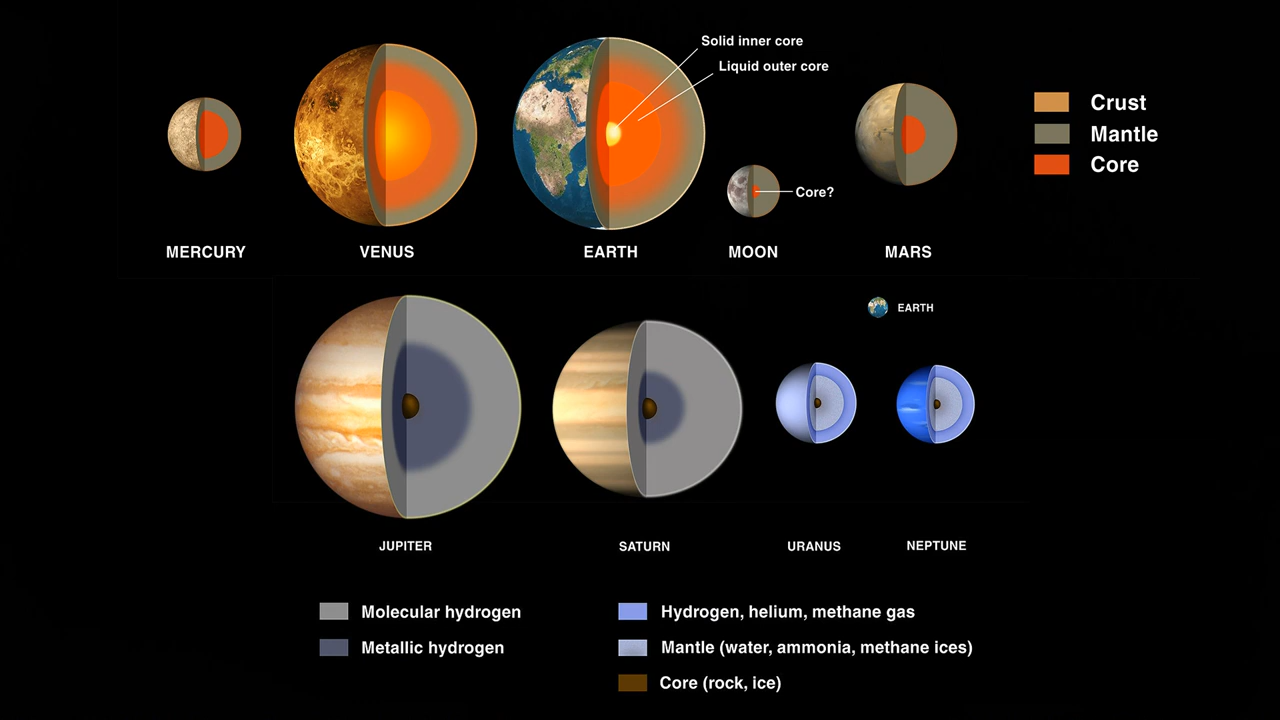 Solid inner core
Liquid outer core
Crust
Mantle
Core
Core?
MERCURY
VENUS
EARTH
MOON
MARS
EARTH
JUPITER
SATURN
URANUS
NEPTUNE
Molecular hydrogen
Metallic hydrogen
Hydrogen, helium, methane gas
Mantle (water, ammonia, methane ices)
Core (rock, ice)